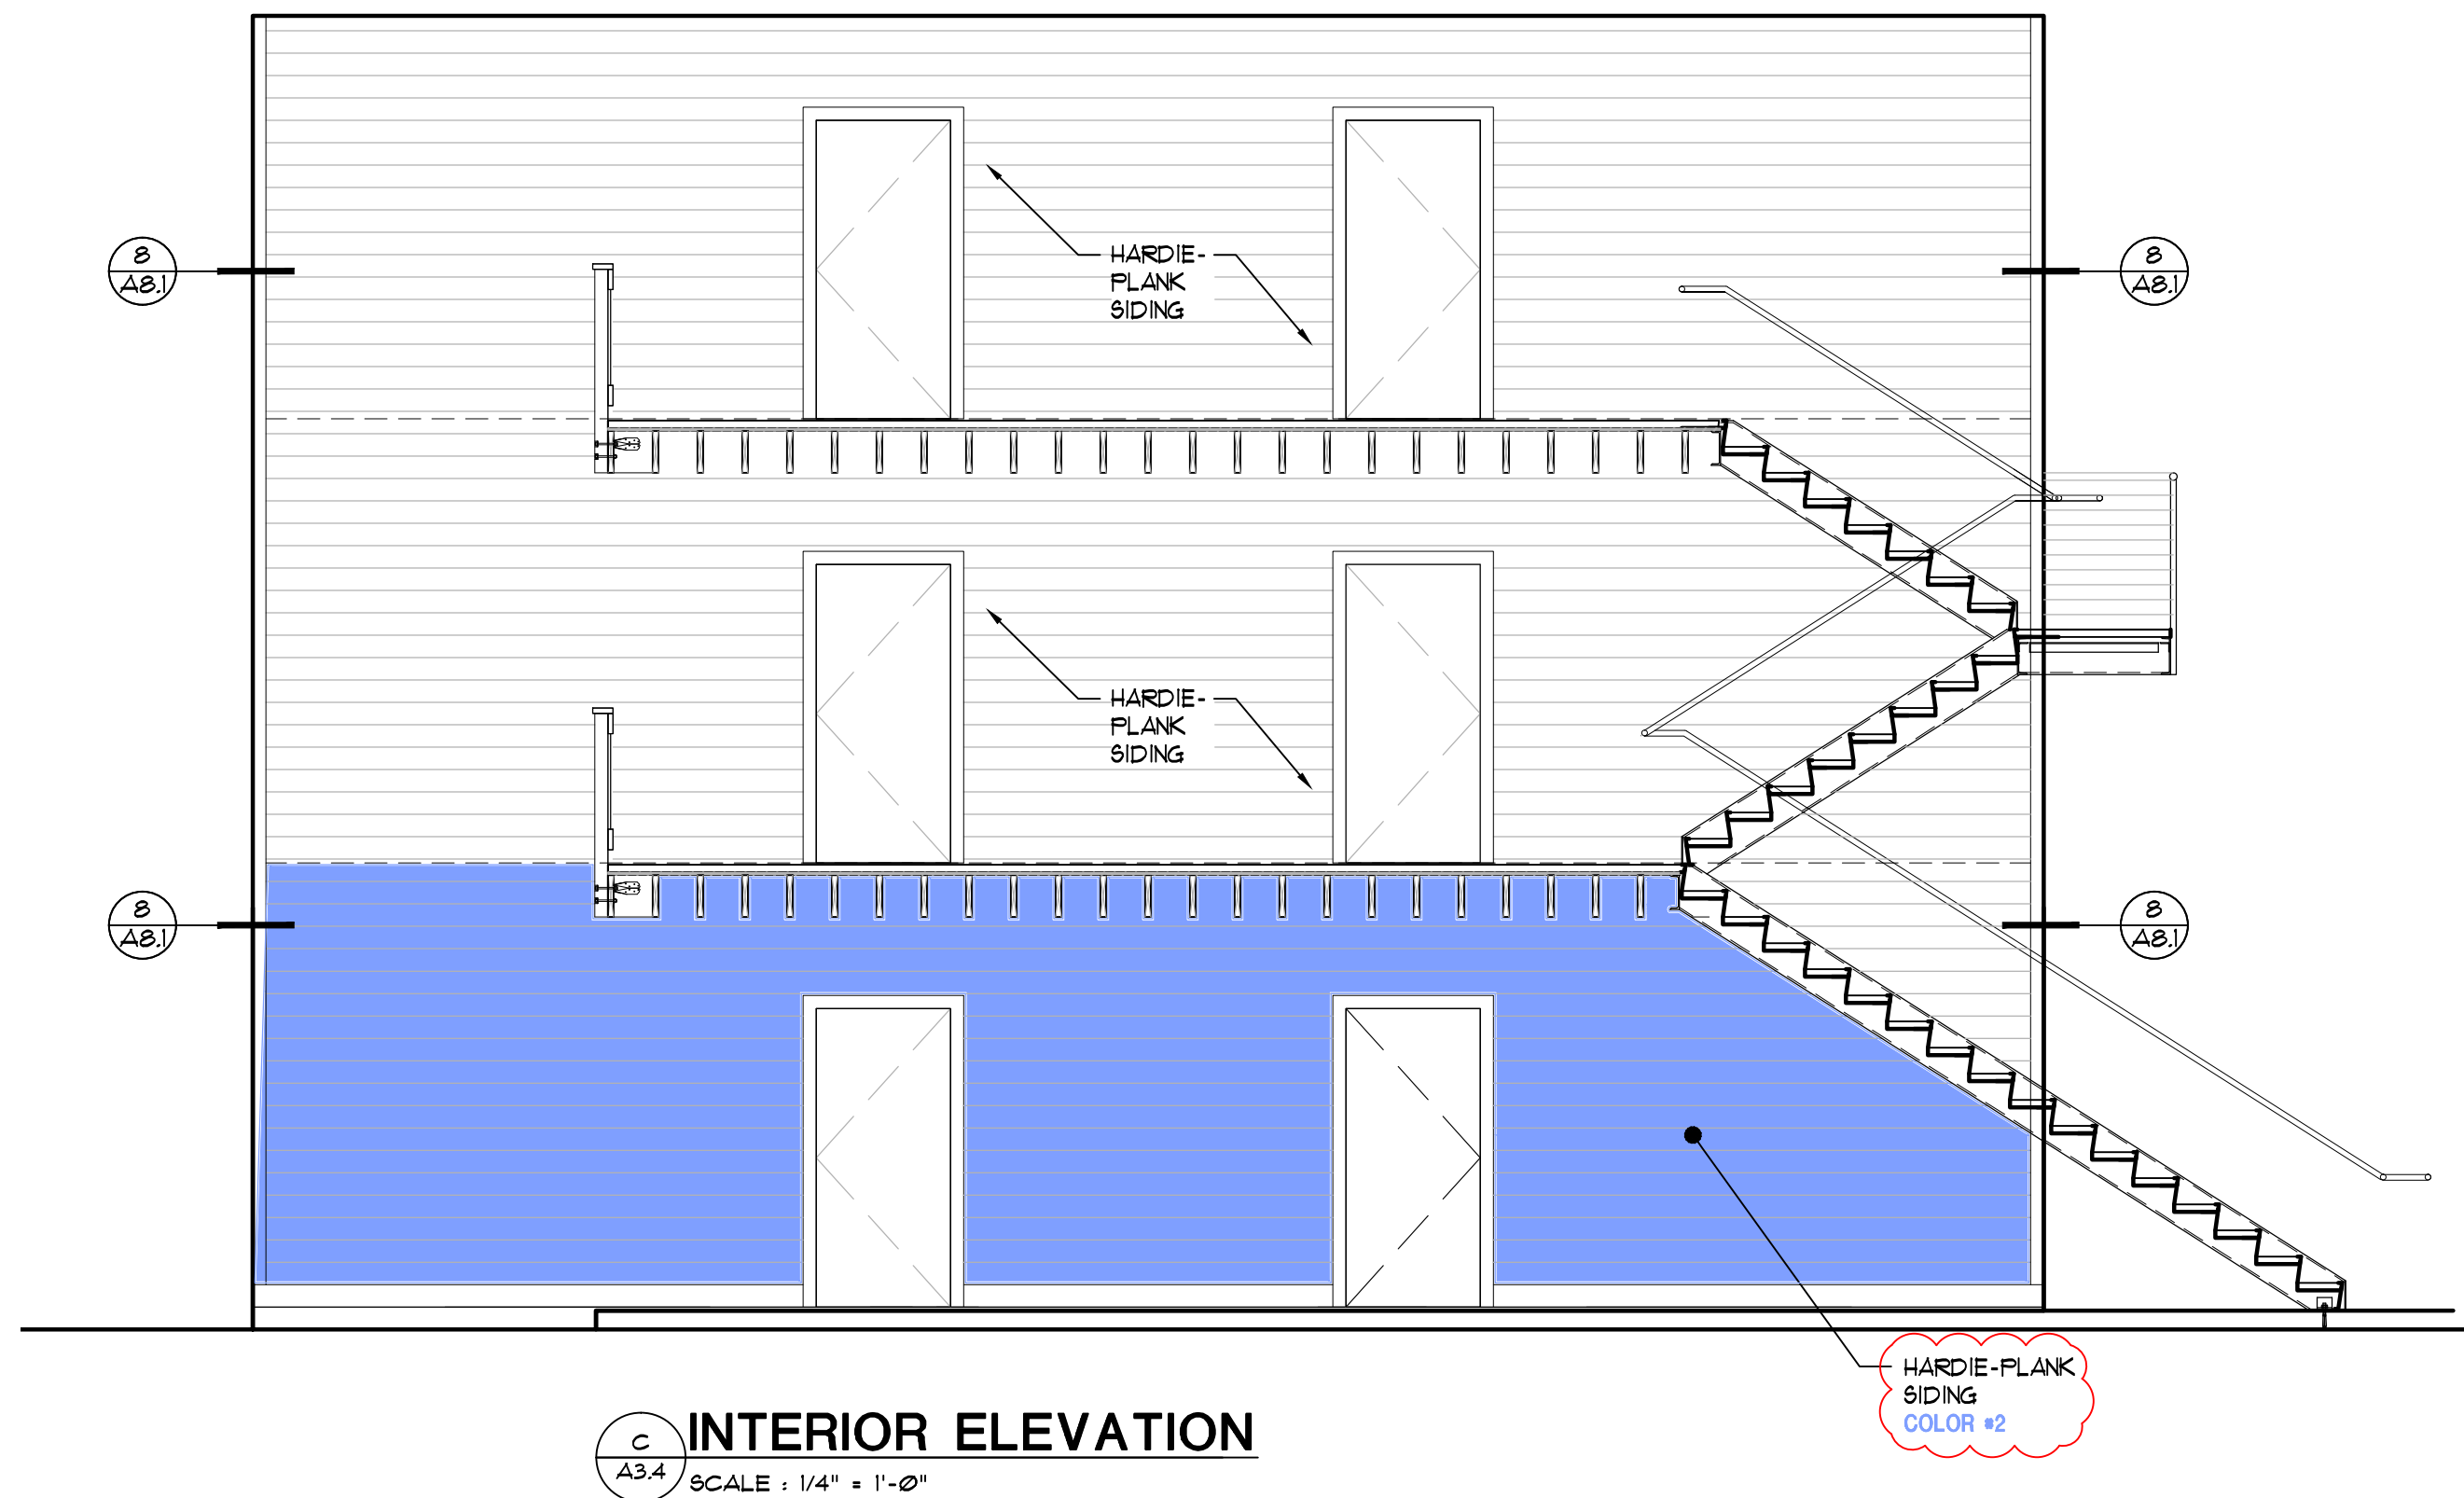 8
A8.1
HARDIE-
PLANK
SIDING
8
A8.1
HARDIE-
PLANK
SIDING
8
A8.1
8
A8.1
HARDIE-PLANK
SIDING
COLOR #2
C
A3.4
INTERIOR ELEVATION
SCALE : 1/4" = 1'-0"